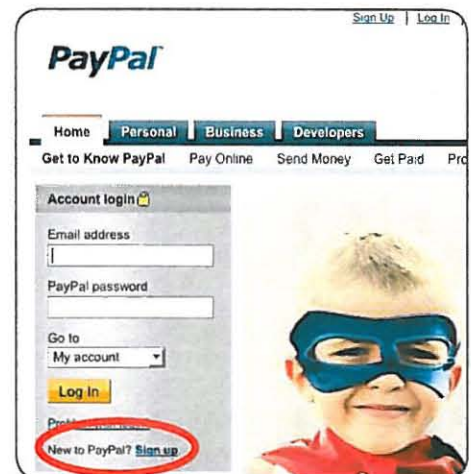 Sign Up | Log In |
PayPal
Home Personal Business Developers
Get to Know PayPal Pay Online Send Money Get Paid
Account login
Email address
PayPal password
Go to
My account
Log In
New to PayPal? Sign up